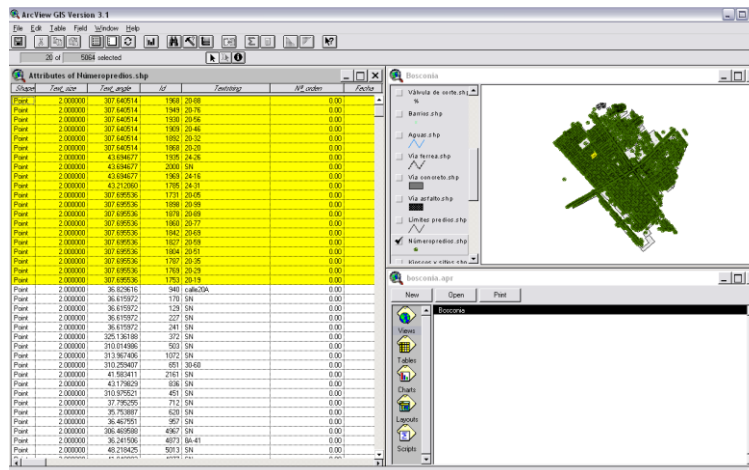 ArcView GIS Version 3.1
File Edit Table Field Window Help
20 of 5064 selected
Attributes of Númeropredios.shp
Shape Text_size Text_angle Id Textstring Nº_orden Fecha
Point 2.000000 307.640514 1968 20-88 0.00
Point 2.000000 307.640514 1949 20-76 0.00
Point 2.000000 307.640514 1930 20-56 0.00
Point 2.000000 307.640514 1909 20-46 0.00
Point 2.000000 307.640514 1892 20-32 0.00
Point 2.000000 307.640514 1868 20-20 0.00
Point 2.000000 43.694677 1935 24-26 0.00
Point 2.000000 43.694677 2000 SN 0.00
Point 2.000000 43.694677 1969 24-16 0.00
Point 2.000000 43.212060 1705 24-31 0.00
Point 2.000000 307.695536 1731 20-05 0.00
Point 2.000000 307.695536 1898 20-99 0.00
Point 2.000000 307.695536 1878 20-89 0.00
Point 2.000000 307.695536 1860 20-77 0.00
Point 2.000000 307.695536 1842 20-69 0.00
Point 2.000000 307.695536 1827 20-59 0.00
Point 2.000000 307.695536 1804 20-51 0.00
Point 2.000000 307.695536 1787 20-35 0.00
Point 2.000000 307.695536 1769 20-29 0.00
Point 2.000000 307.695536 1753 20-19 0.00
Point 2.000000 36.829616 940 calle20A 0.00
Point 2.000000 36.615972 170 SN 0.00
Point 2.000000 36.615972 129 SN 0.00
Point 2.000000 36.615972 227 SN 0.00
Point 2.000000 36.615972 241 SN 0.00
Point 2.000000 325.136188 372 SN 0.00
Point 2.000000 310.014986 503 SN 0.00
Point 2.000000 313.967406 1072 SN 0.00
Point 2.000000 310.259407 651 30-60 0.00
Point 2.000000 41.583411 2161 SN 0.00
Point 2.000000 43.179829 836 SN 0.00
Point 2.000000 310.975521 451 SN 0.00
Point 2.000000 37.795255 712 SN 0.00
Point 2.000000 35.753887 620 SN 0.00
Point 2.000000 36.467551 957 SN 0.00
Point 2.000000 306.469588 4967 SN 0.00
Point 2.000000 36.241506 4873 8A-41 0.00
Point 2.000000 48.218425 5013 SN 0.00
Bosconia
Válvula de corte.shp
Barrios.shp
Aguas.shp
Vía terrea.shp
Vía concreto.shp
Vía asfalto.shp
Límites predios.shp
Númeropredios.shp
Kioscos y sitios.shp
bosconia.apr
New Open Print
Bosconia
Views
Tables
Charts
Layouts
Scripts